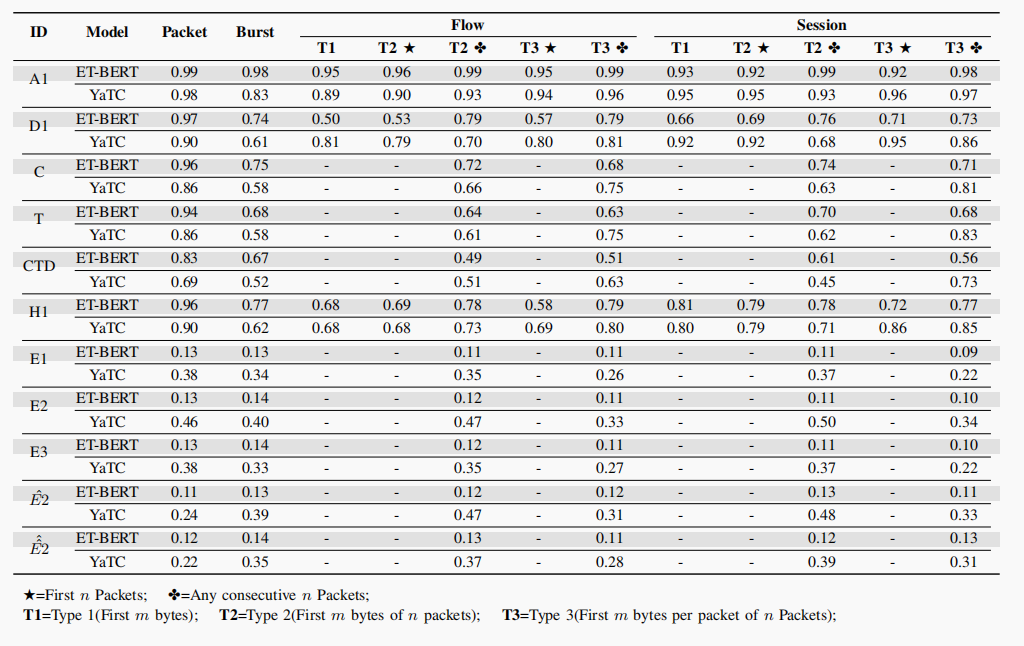 Flow Session
ID Model Packet Burst
T1 T2 ★ T2 ✤ T3 ★ T3 ✤ T1 T2 ★ T2 ✤ T3 ★ T3 ✤
A1 ET-BERT 0.99 0.98 0.95 0.96 0.99 0.95 0.99 0.93 0.92 0.99 0.92 0.98
YaTC 0.98 0.83 0.89 0.90 0.93 0.94 0.96 0.95 0.95 0.93 0.96 0.97
D1 ET-BERT 0.97 0.74 0.50 0.53 0.79 0.57 0.79 0.66 0.69 0.76 0.71 0.73
YaTC 0.90 0.61 0.81 0.79 0.70 0.80 0.81 0.92 0.92 0.68 0.95 0.86
C ET-BERT 0.96 0.75 - - 0.72 - 0.68 - - 0.74 - 0.71
YaTC 0.86 0.58 - - 0.66 - 0.75 - - 0.63 - 0.81
T ET-BERT 0.94 0.68 - - 0.64 - 0.63 - - 0.70 - 0.68
YaTC 0.86 0.58 - - 0.61 - 0.75 - - 0.62 - 0.83
CTD ET-BERT 0.83 0.67 - - 0.49 - 0.51 - - 0.61 - 0.56
YaTC 0.69 0.52 - - 0.51 - 0.63 - - 0.45 - 0.73
H1 ET-BERT 0.96 0.77 0.68 0.69 0.78 0.58 0.79 0.81 0.79 0.78 0.72 0.77
YaTC 0.90 0.62 0.68 0.68 0.73 0.69 0.80 0.80 0.79 0.71 0.86 0.85
E1 ET-BERT 0.13 0.13 - - 0.11 - 0.11 - - 0.11 - 0.09
YaTC 0.38 0.34 - - 0.35 - 0.26 - - 0.37 - 0.22
E2 ET-BERT 0.13 0.14 - - 0.12 - 0.11 - - 0.11 - 0.10
YaTC 0.46 0.40 - - 0.47 - 0.33 - - 0.50 - 0.34
E3 ET-BERT 0.13 0.14 - - 0.12 - 0.11 - - 0.11 - 0.10
YaTC 0.38 0.33 - - 0.35 - 0.27 - - 0.37 - 0.22
Ê2 ET-BERT 0.11 0.13 - - 0.12 - 0.12 - - 0.13 - 0.11
YaTC 0.24 0.39 - - 0.47 - 0.31 - - 0.48 - 0.33
Ê̂2 ET-BERT 0.12 0.14 - - 0.13 - 0.11 - - 0.12 - 0.13
YaTC 0.22 0.35 - - 0.37 - 0.28 - - 0.39 - 0.31
★=First n Packets; ✤=Any consecutive n Packets;
T1=Type 1(First m bytes); T2=Type 2(First m bytes of n packets); T3=Type 3(First m bytes per packet of n Packets);